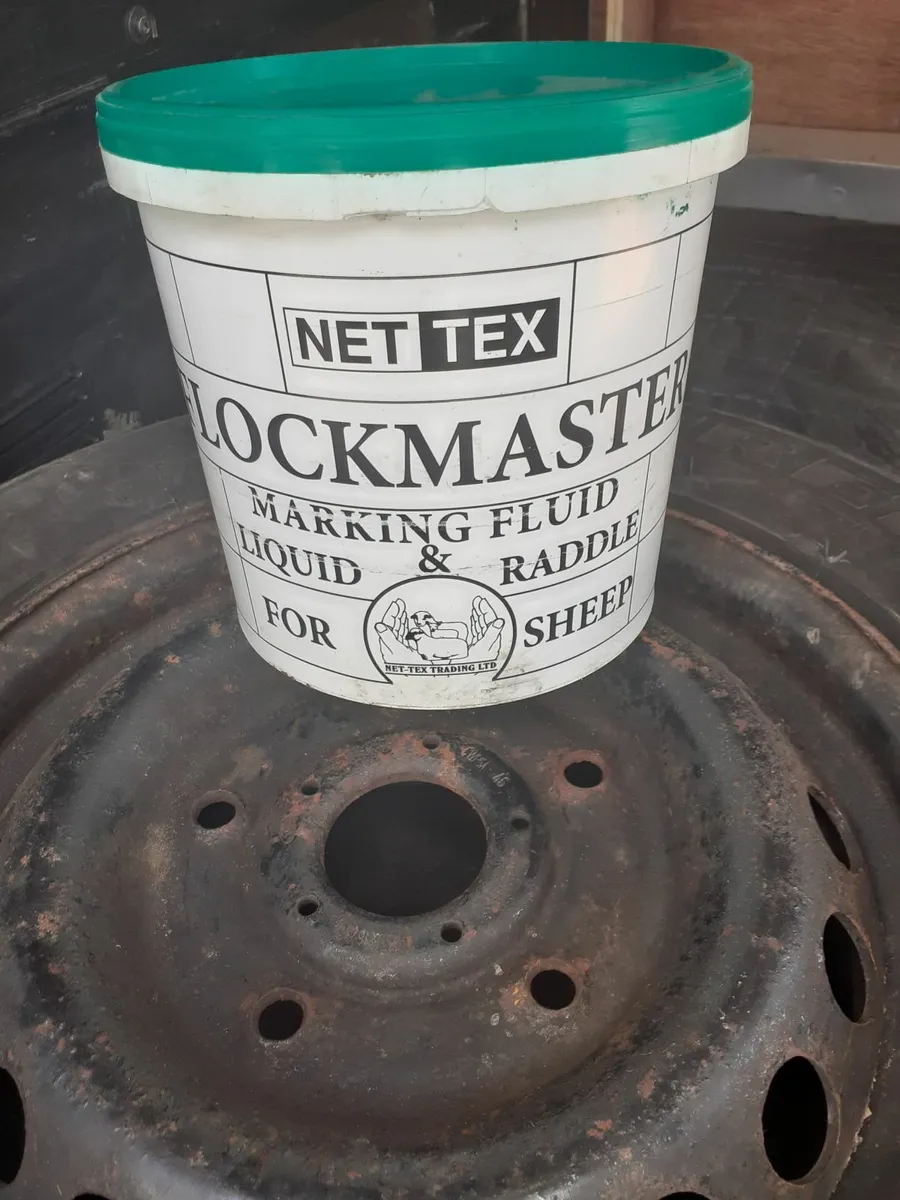 NET TEX
FLOCKMASTER
MARKING FLUID
LIQUID & RADDLE
FOR SHEEP
NET-TEX TRADING LTD